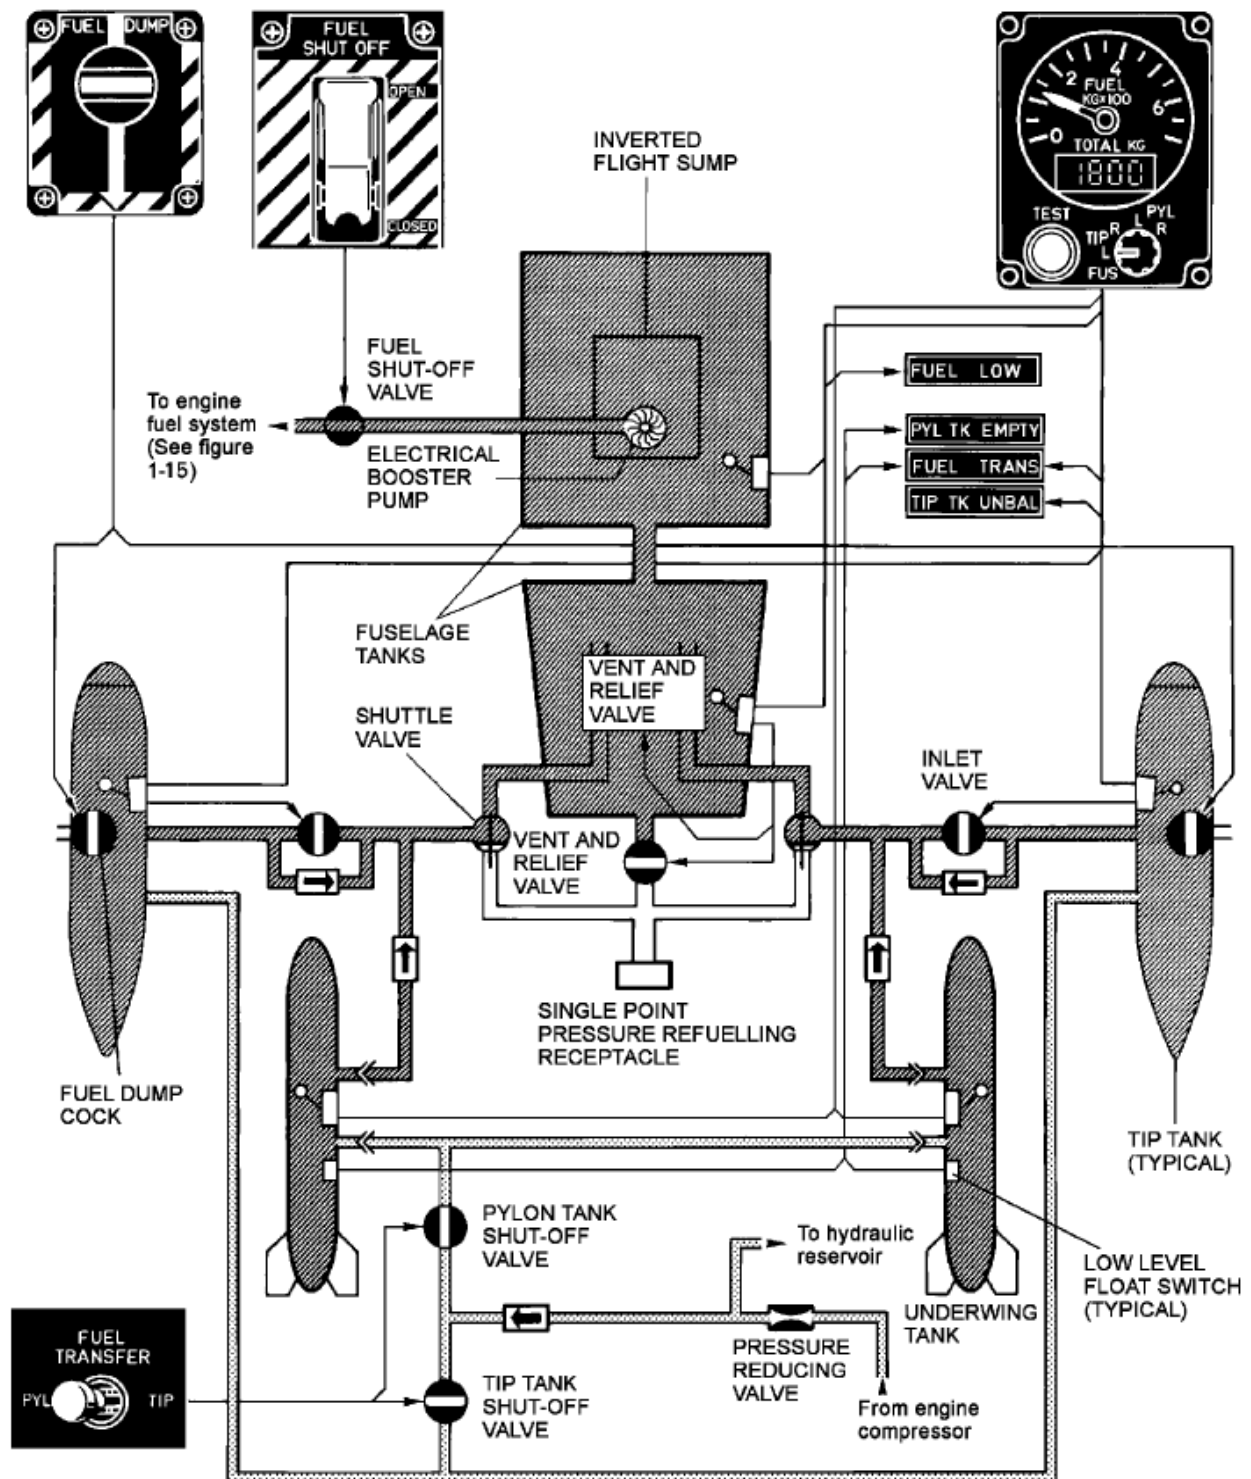 FUEL DUMP
FUEL
SHUT OFF
OPEN
CLOSED
2
4
6
0
FUEL
KG×100
TOTAL KG
1800
TEST
PYL
L
R
TIP
R
L
FUS
INVERTED
FLIGHT SUMP
FUEL
SHUT-OFF
VALVE
To engine
fuel system
(See figure
1-15)
ELECTRICAL
BOOSTER
PUMP
FUEL LOW
PYL TK EMPTY
FUEL TRANS
TIP TK UNBAL
FUSELAGE
TANKS
VENT AND
RELIEF
VALVE
SHUTTLE
VALVE
INLET
VALVE
VENT AND
RELIEF
VALVE
SINGLE POINT
PRESSURE REFUELLING
RECEPTACLE
FUEL DUMP
COCK
TIP TANK
(TYPICAL)
PYLON TANK
SHUT-OFF
VALVE
To hydraulic
reservoir
LOW LEVEL
FLOAT SWITCH
(TYPICAL)
UNDERWING
TANK
FUEL
TRANSFER
PYL
TIP
PRESSURE
REDUCING
VALVE
TIP TANK
SHUT-OFF
VALVE
From engine
compressor